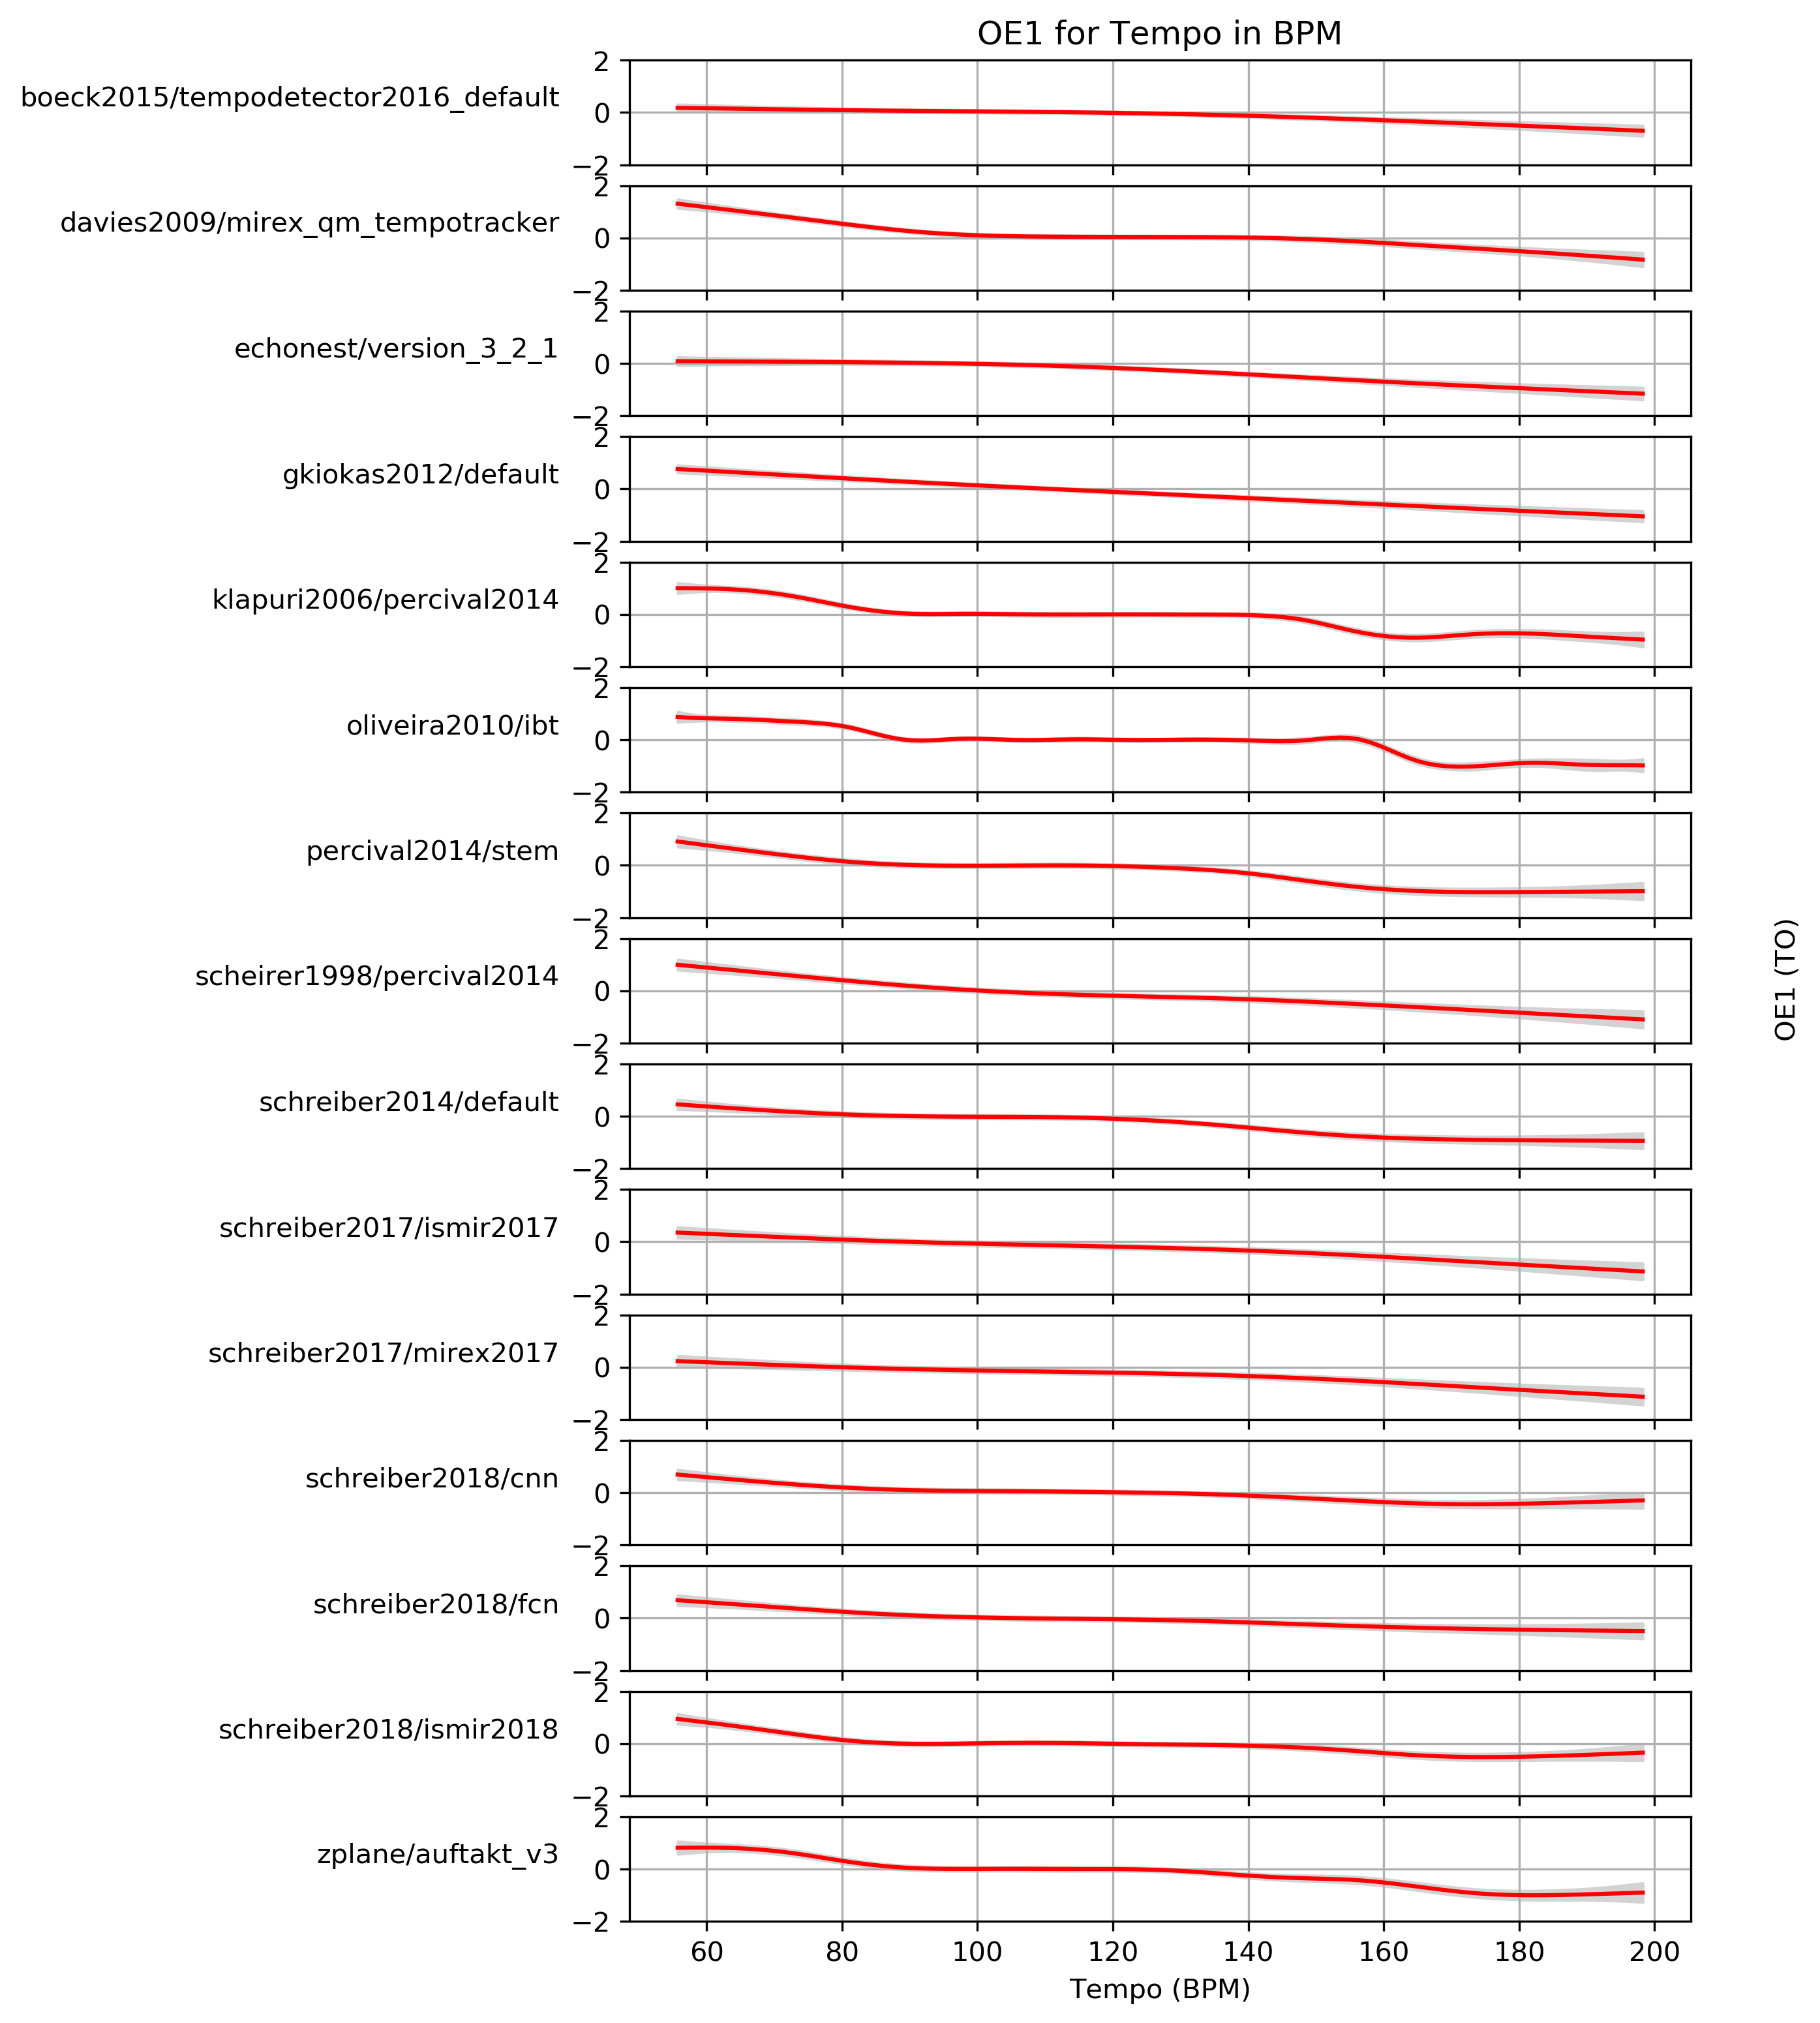 OE1 for Tempo in BPM
boeck2015/tempodetector2016_default
2
0
−2
davies2009/mirex_qm_tempotracker
2
0
−2
echonest/version_3_2_1
2
0
−2
gkiokas2012/default
2
0
−2
klapuri2006/percival2014
2
0
−2
oliveira2010/ibt
2
0
−2
percival2014/stem
2
0
−2
scheirer1998/percival2014
2
0
−2
schreiber2014/default
2
0
−2
schreiber2017/ismir2017
2
0
−2
schreiber2017/mirex2017
2
0
−2
schreiber2018/cnn
2
0
−2
schreiber2018/fcn
2
0
−2
schreiber2018/ismir2018
2
0
−2
zplane/auftakt_v3
2
0
−2
60 80 100 120 140 160 180 200
Tempo (BPM)
OE1 (TO)